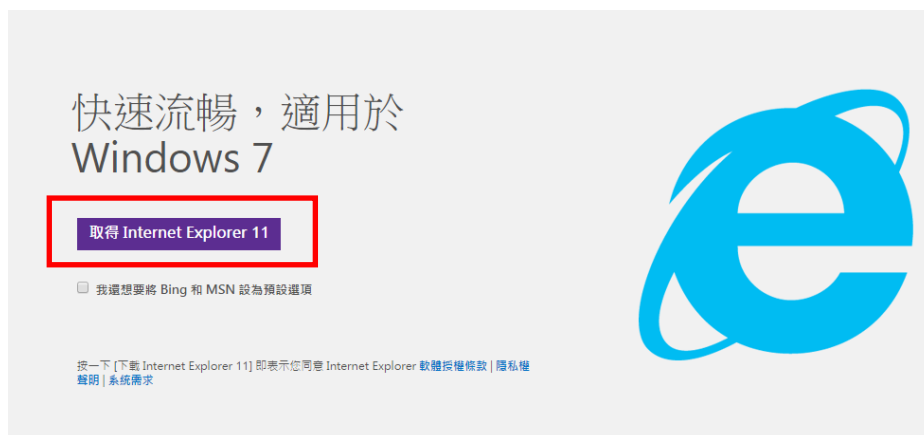 快速流暢，適用於
Windows 7
取得 Internet Explorer 11
我還想要將 Bing 和 MSN 設為預設選項
按一下 [下載 Internet Explorer 11] 即表示您同意 Internet Explorer 軟體授權條款 | 隱私權
聲明 | 系統需求